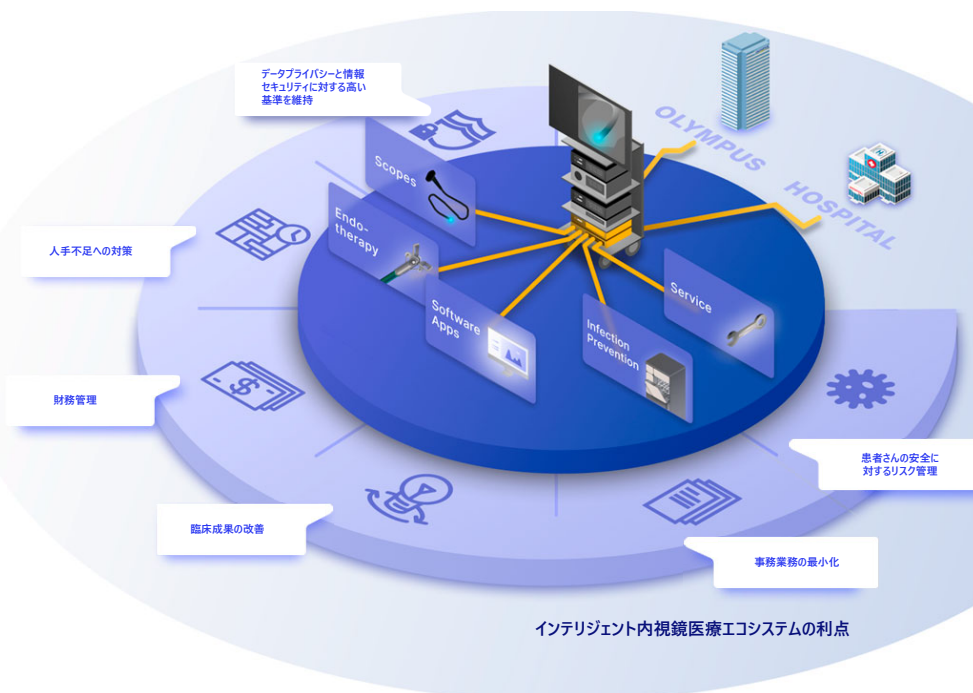 データプライバシーと情報
セキュリティに対する高い
基準を維持
OLYMPUS
HOSPITAL
Scopes
Endo-
therapy
Software
Apps
Infection
Prevention
Service
人手不足への対策
財務管理
臨床成果の改善
事務業務の最小化
患者さんの安全に
対するリスク管理
インテリジェント内視鏡医療エコシステムの利点